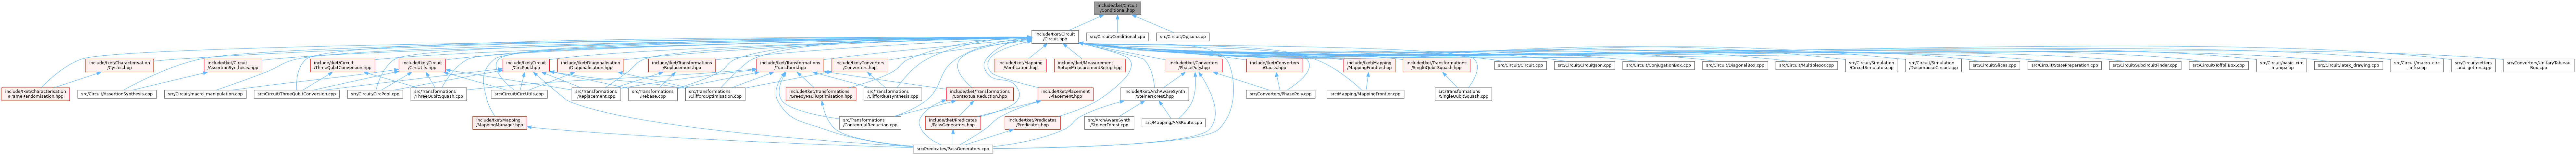 include/tket/Circuit
/Conditional.hpp
include/tket/Circuit
/Circuit.hpp
src/Circuit/Conditional.cpp
src/Circuit/OpJson.cpp
include/tket/Characterisation
/Cycles.hpp
include/tket/Circuit
/AssertionSynthesis.hpp
include/tket/Circuit
/ThreeQubitConversion.hpp
include/tket/Circuit
/CircUtils.hpp
include/tket/Circuit
/CircPool.hpp
include/tket/Diagonalisation
/Diagonalisation.hpp
include/tket/Transformations
/Replacement.hpp
include/tket/Transformations
/Transform.hpp
include/tket/Converters
/Converters.hpp
include/tket/Mapping
/Verification.hpp
include/tket/Measurement
Setup/MeasurementSetup.hpp
include/tket/Converters
/PhasePoly.hpp
include/tket/Converters
/Gauss.hpp
include/tket/Mapping
/MappingFrontier.hpp
include/tket/Transformations
/SingleQubitSquash.hpp
src/Circuit/Circuit.cpp
src/Circuit/CircuitJson.cpp
src/Circuit/ConjugationBox.cpp
src/Circuit/DiagonalBox.cpp
src/Circuit/Multiplexor.cpp
src/Circuit/Simulation
/CircuitSimulator.cpp
src/Circuit/Simulation
/DecomposeCircuit.cpp
src/Circuit/Slices.cpp
src/Circuit/StatePreparation.cpp
src/Circuit/SubcircuitFinder.cpp
src/Circuit/ToffoliBox.cpp
src/Circuit/basic_circ
_manip.cpp
src/Circuit/latex_drawing.cpp
src/Circuit/macro_circ
_info.cpp
src/Circuit/setters
_and_getters.cpp
src/Converters/UnitaryTableau
Box.cpp
include/tket/Characterisation
/FrameRandomisation.hpp
src/Circuit/AssertionSynthesis.cpp
src/Circuit/macro_manipulation.cpp
src/Circuit/ThreeQubitConversion.cpp
src/Circuit/CircPool.cpp
src/Transformations
/ThreeQubitSquash.cpp
src/Circuit/CircUtils.cpp
src/Transformations
/Replacement.cpp
src/Transformations
/Rebase.cpp
src/Transformations
/CliffordOptimisation.cpp
include/tket/Transformations
/GreedyPauliOptimisation.hpp
src/Transformations
/CliffordResynthesis.cpp
include/tket/Transformations
/ContextualReduction.hpp
include/tket/Placement
/Placement.hpp
include/tket/ArchAwareSynth
/SteinerForest.hpp
src/Converters/PhasePoly.cpp
src/Mapping/MappingFrontier.cpp
src/Transformations
/SingleQubitSquash.cpp
include/tket/Mapping
/MappingManager.hpp
src/Transformations
/ContextualReduction.cpp
include/tket/Predicates
/PassGenerators.hpp
include/tket/Predicates
/Predicates.hpp
src/ArchAwareSynth
/SteinerForest.cpp
src/Mapping/AASRoute.cpp
src/Predicates/PassGenerators.cpp